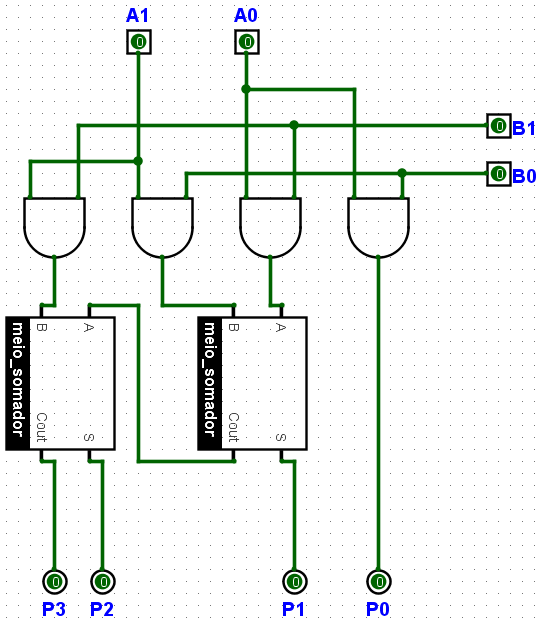 A1 A0
0 0
0 B1
0 B0
B A B A
meio_somador meio_somador
Cout S Cout S
0 0 0 0
P3 P2 P1 P0